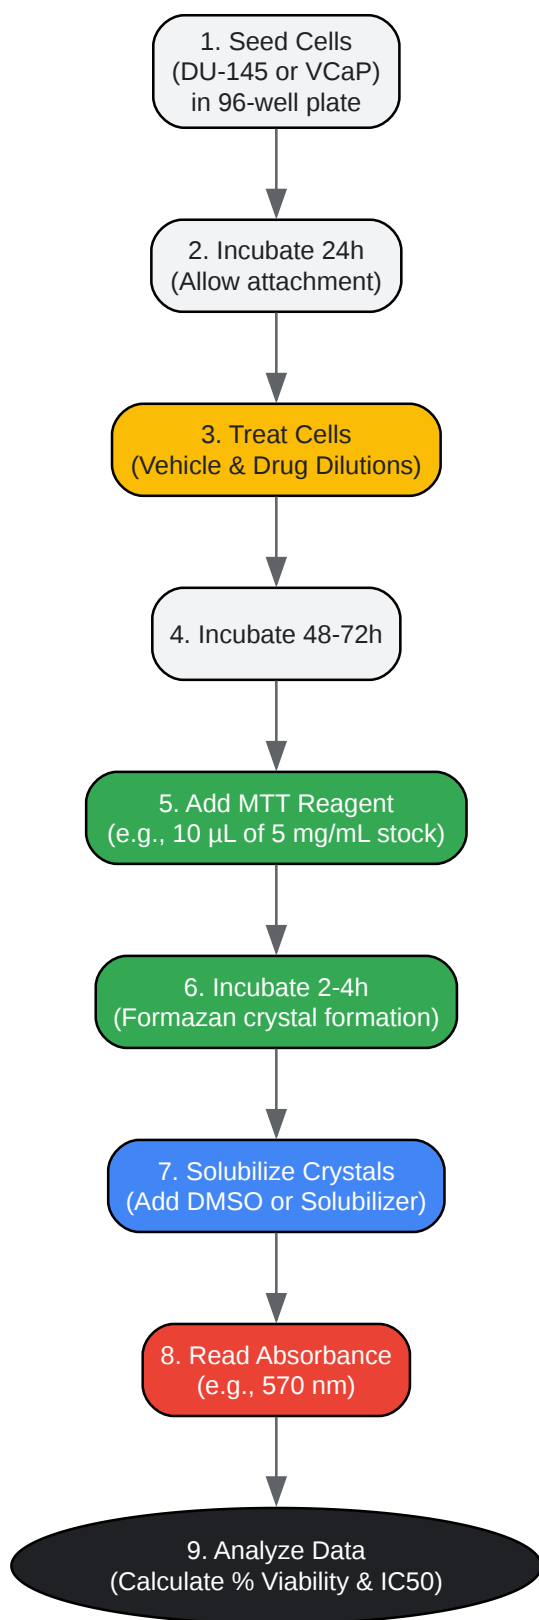 1. Seed Cells
(DU-145 or VCaP)
in 96-well plate
2. Incubate 24h
(Allow attachment)
3. Treat Cells
(Vehicle & Drug Dilutions)
4. Incubate 48-72h
5. Add MTT Reagent
(e.g., 10 µL of 5 mg/mL stock)
6. Incubate 2-4h
(Formazan crystal formation)
7. Solubilize Crystals
(Add DMSO or Solubilizer)
8. Read Absorbance
(e.g., 570 nm)
9. Analyze Data
(Calculate % Viability & IC50)